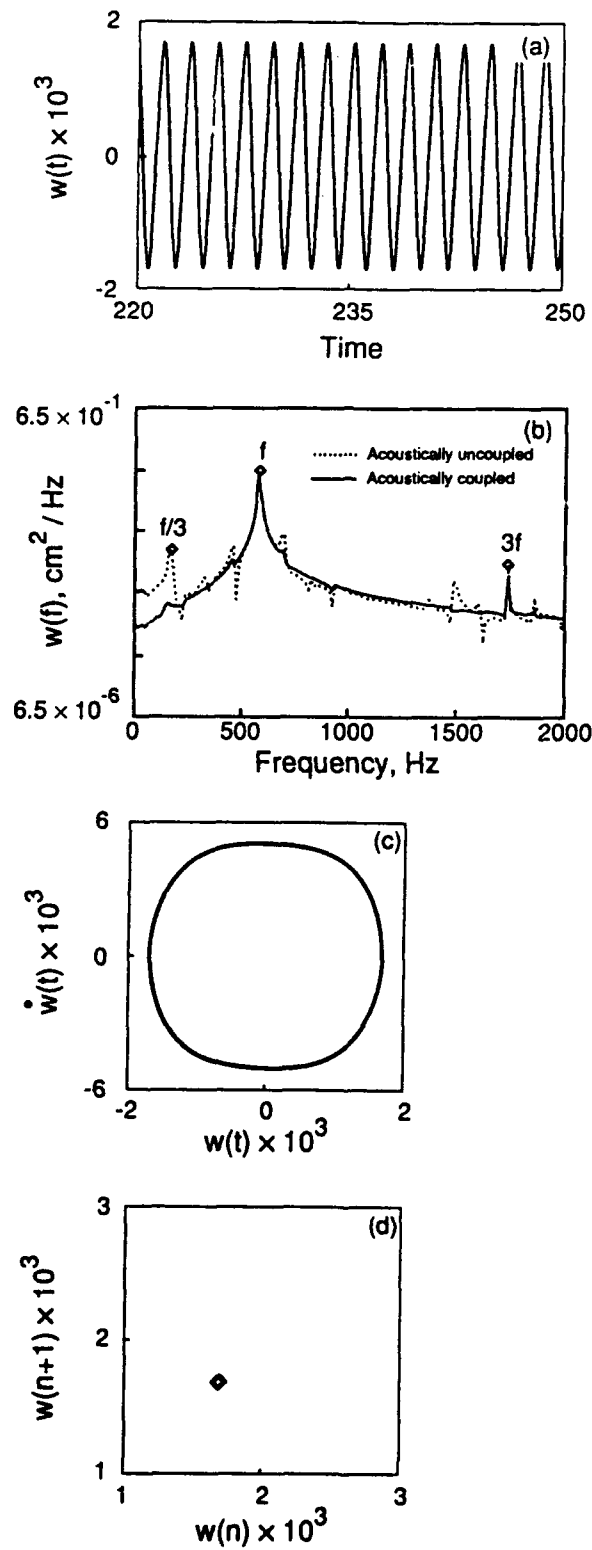 2
(a)
w(t) × 10³
0
-2
220
235
250
Time
6.5 × 10⁻¹
(b)
f
Acoustically uncoupled
Acoustically coupled
f/3
3f
w(f), cm² / Hz
6.5 × 10⁻⁶
0
500
1000
1500
2000
Frequency, Hz
6
(c)
ẇ(t) × 10³
0
-6
-2
0
2
w(t) × 10³
3
(d)
w(n+1) × 10³
2
1
1
2
3
w(n) × 10³